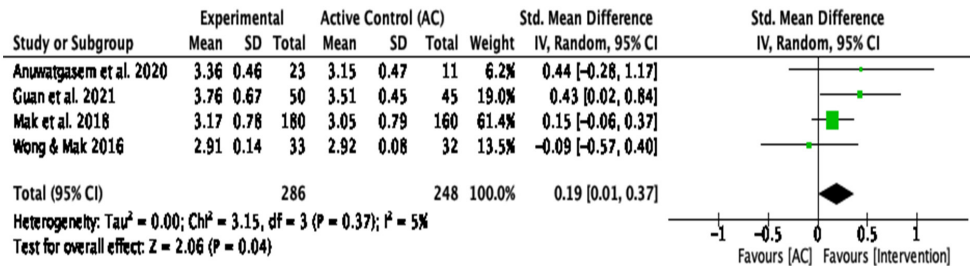 Experimental Active Control (AC) Std. Mean Difference Std. Mean Difference
Study or Subgroup Mean SD Total Mean SD Total Weight IV, Random, 95% CI IV, Random, 95% CI
Anuwatgasem et al. 2020 3.36 0.46 23 3.15 0.47 11 6.2% 0.44 [-0.28, 1.17]
Guan et al. 2021 3.76 0.67 50 3.51 0.45 45 19.0% 0.43 [0.02, 0.84]
Mak et al. 2018 3.17 0.78 180 3.05 0.79 160 61.4% 0.15 [-0.06, 0.37]
Wong & Mak 2016 2.91 0.14 33 2.92 0.08 32 13.5% -0.09 [-0.57, 0.40]
Total (95% CI) 286 248 100.0% 0.19 [0.01, 0.37]
Heterogeneity: Tau² = 0.00; Chi² = 3.15, df = 3 (P = 0.37); I² = 5%
Test for overall effect: Z = 2.06 (P = 0.04)
-1 -0.5 0 0.5 1
Favours [AC] Favours [Intervention]